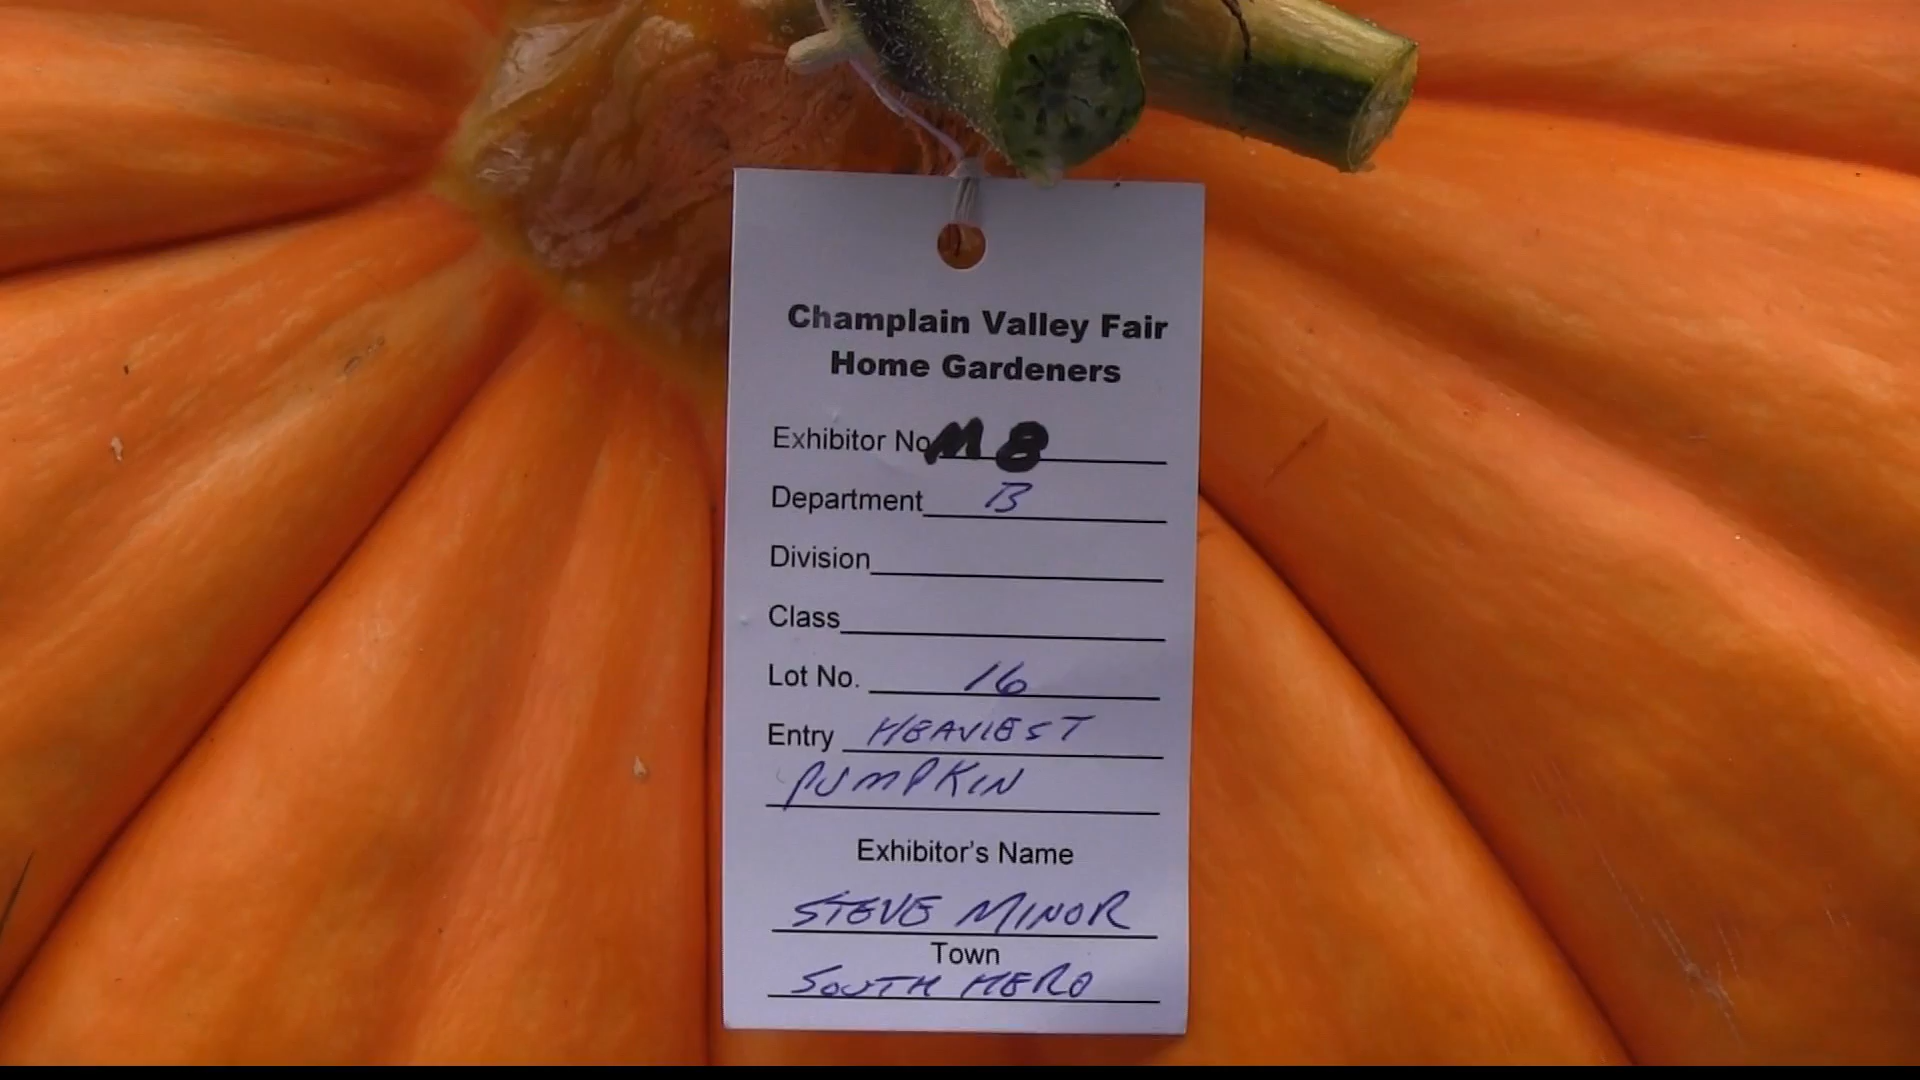 Champlain Valley Fair
Home Gardeners
Exhibitor No M8
Department B
Division
Class
Lot No. 16
Entry HEAVIEST
PUMPKIN
Exhibitor's Name
STEVE MINOR
Town
SOUTH HERO